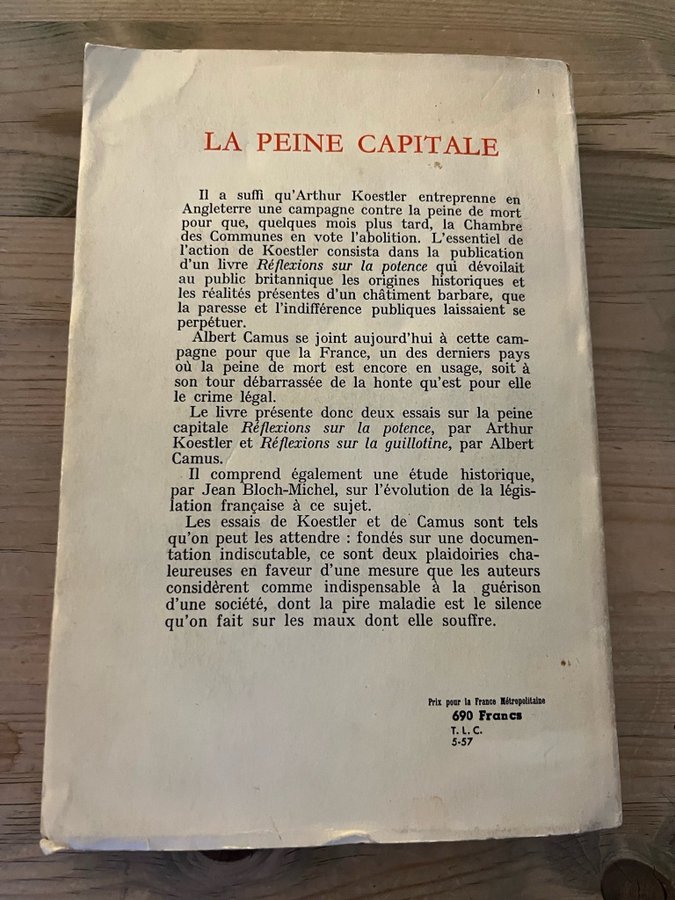 LA PEINE CAPITALE
Il a suffi qu'Arthur Koestler entreprenne en
Angleterre une campagne contre la peine de mort
pour que, quelques mois plus tard, la Chambre
des Communes en vote l'abolition. L'essentiel de
l'action de Koestler consista dans la publication
d'un livre Réflexions sur la potence qui dévoilait
au public britannique les origines historiques et
les réalités présentes d'un châtiment barbare, que
la paresse et l'indifférence publiques laissaient se
perpétuer.
Albert Camus se joint aujourd'hui à cette cam-
pagne pour que la France, un des derniers pays
où la peine de mort est encore en usage, soit à
son tour débarrassée de la honte qu'est pour elle
le crime légal.
Le livre présente donc deux essais sur la peine
capitale Réflexions sur la potence, par Arthur
Koestler et Réflexions sur la guillotine, par Albert
Camus.
Il comprend également une étude historique,
par Jean Bloch-Michel, sur l'évolution de la légis-
lation française à ce sujet.
Les essais de Koestler et de Camus sont tels
qu'on peut les attendre : fondés sur une documen-
tation indiscutable, ce sont deux plaidoiries cha-
leureuses en faveur d'une mesure que les auteurs
considèrent comme indispensable à la guérison
d'une société, dont la pire maladie est le silence
qu'on fait sur les maux dont elle souffre.
Prix pour la France Métropolitaine
690 Francs
T. L. C.
5-57